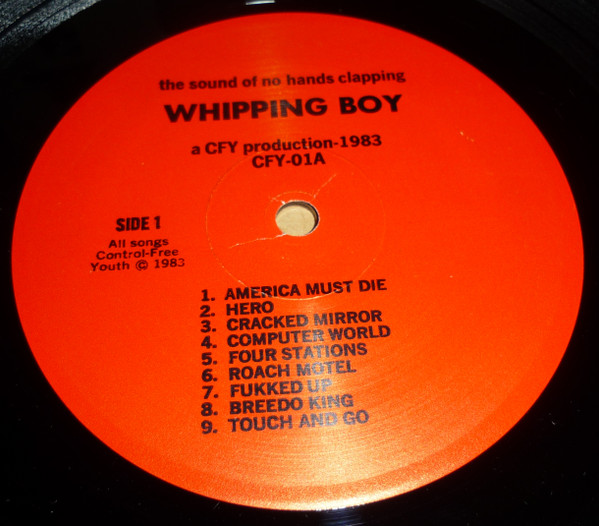 the sound of no hands clapping
WHIPPING BOY
a CFY production-1983
CFY-01A
SIDE 1
All songs
Control-Free
Youth © 1983
1. AMERICA MUST DIE
2. HERO
3. CRACKED MIRROR
4. COMPUTER WORLD
5. FOUR STATIONS
6. ROACH MOTEL
7. FUKKED UP
8. BREEDO KING
9. TOUCH AND GO